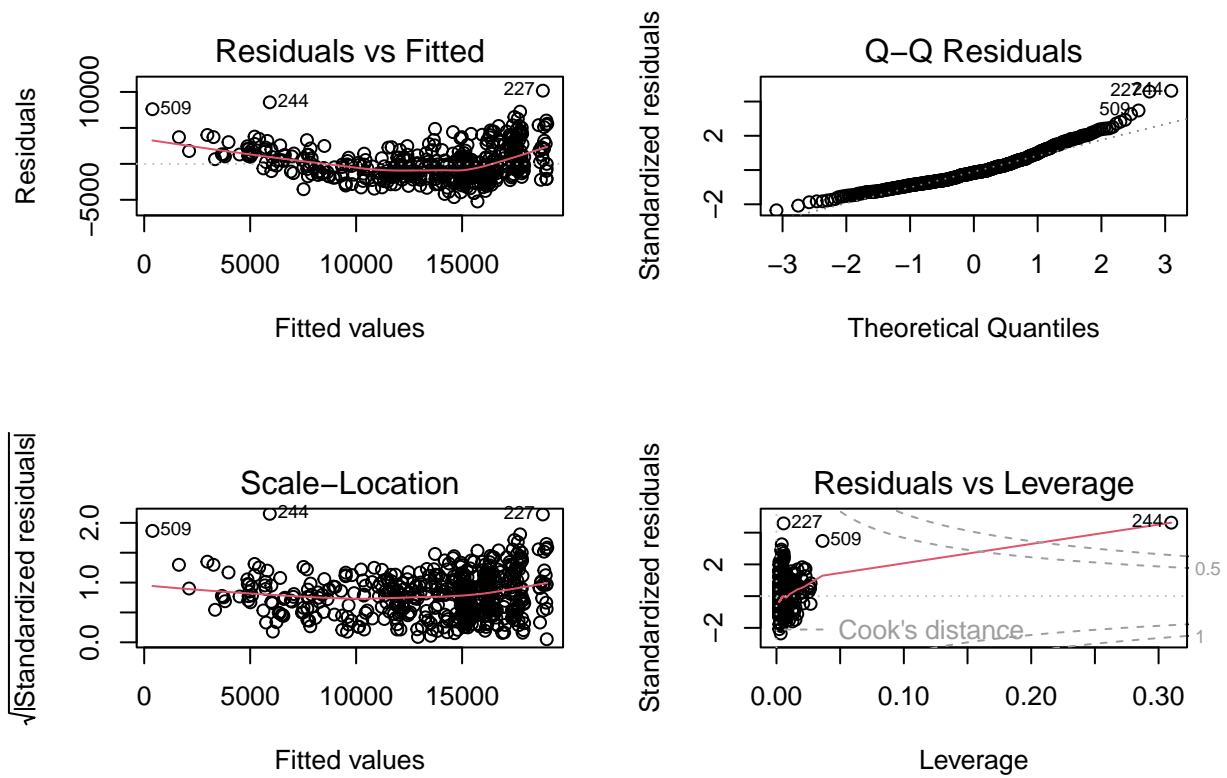 Residuals vs Fitted
Residuals
10000
−5000
509
244
227
0 5000 10000 15000
Fitted values
Q−Q Residuals
Standardized residuals
2
−2
227
244
509
−3 −2 −1 0 1 2 3
Theoretical Quantiles
Scale−Location
√|Standardized residuals|
2.0
1.0
0.0
509
244
227
0 5000 10000 15000
Fitted values
Residuals vs Leverage
Standardized residuals
2
−2
227
509
244
0.5
1
Cook's distance
0.00 0.10 0.20 0.30
Leverage